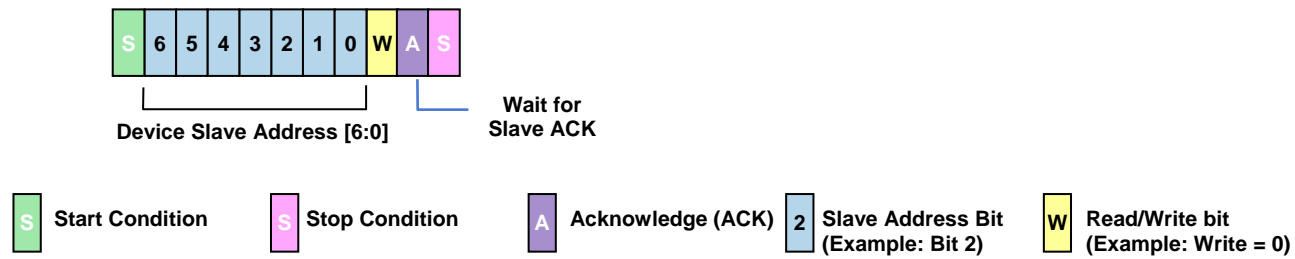 S 6 5 4 3 2 1 0 W A S
Wait for
Slave ACK
Device Slave Address [6:0]
S Start Condition
S Stop Condition
A Acknowledge (ACK)
2 Slave Address Bit
(Example: Bit 2)
W Read/Write bit
(Example: Write = 0)